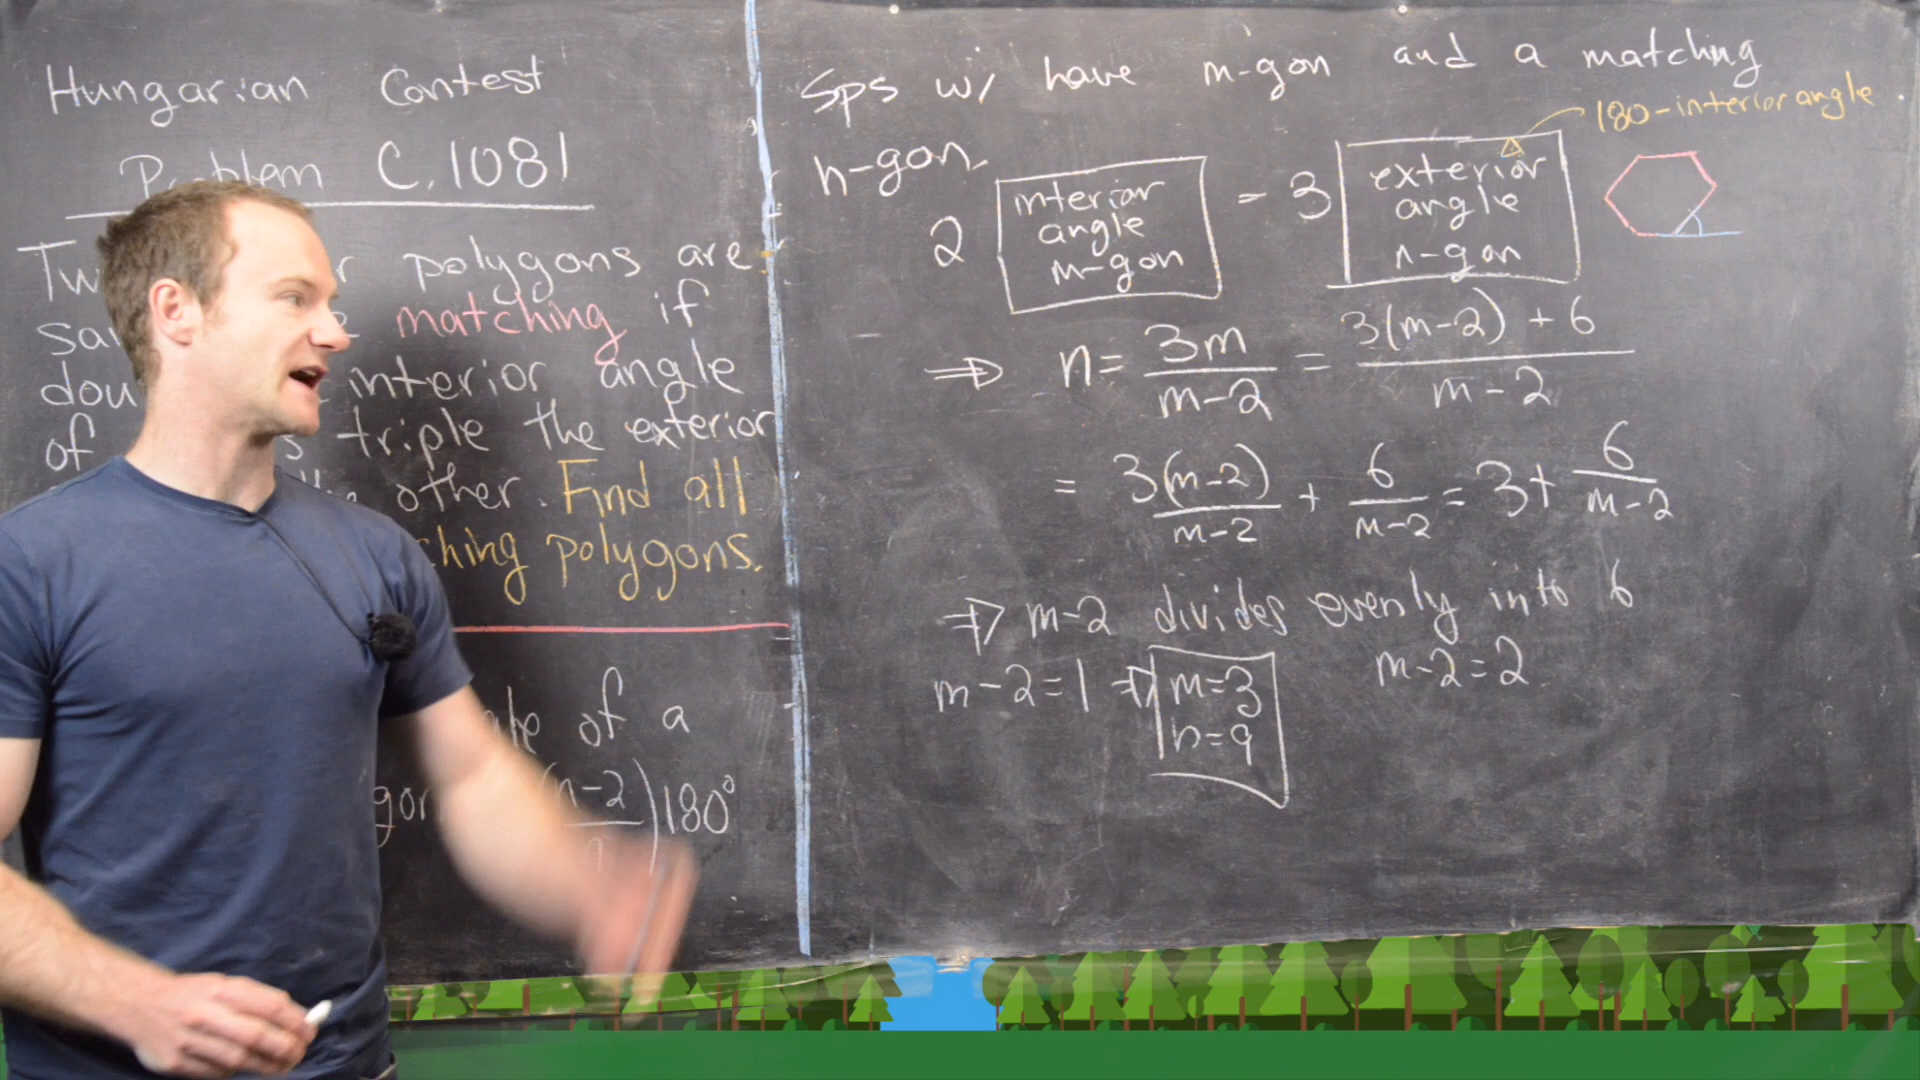 Hungarian Contest
Problem C.1081
polygons are
matching if
interior angle
of triple the exterior
other. Find all
ching polygons.
of a
gon
n-2
180°
Sps w/ have m-gon and a matching
n-gon.
180-interior angle
2 interior angle m-gon = 3 exterior angle n-gon
⇒ n = 3m/(m-2) = (3(m-2) + 6)/(m-2)
= 3(m-2)/(m-2) + 6/(m-2) = 3 + 6/(m-2)
⇒ m-2 divides evenly into 6
m-2=1 ⇒ m=3 n=9
m-2=2